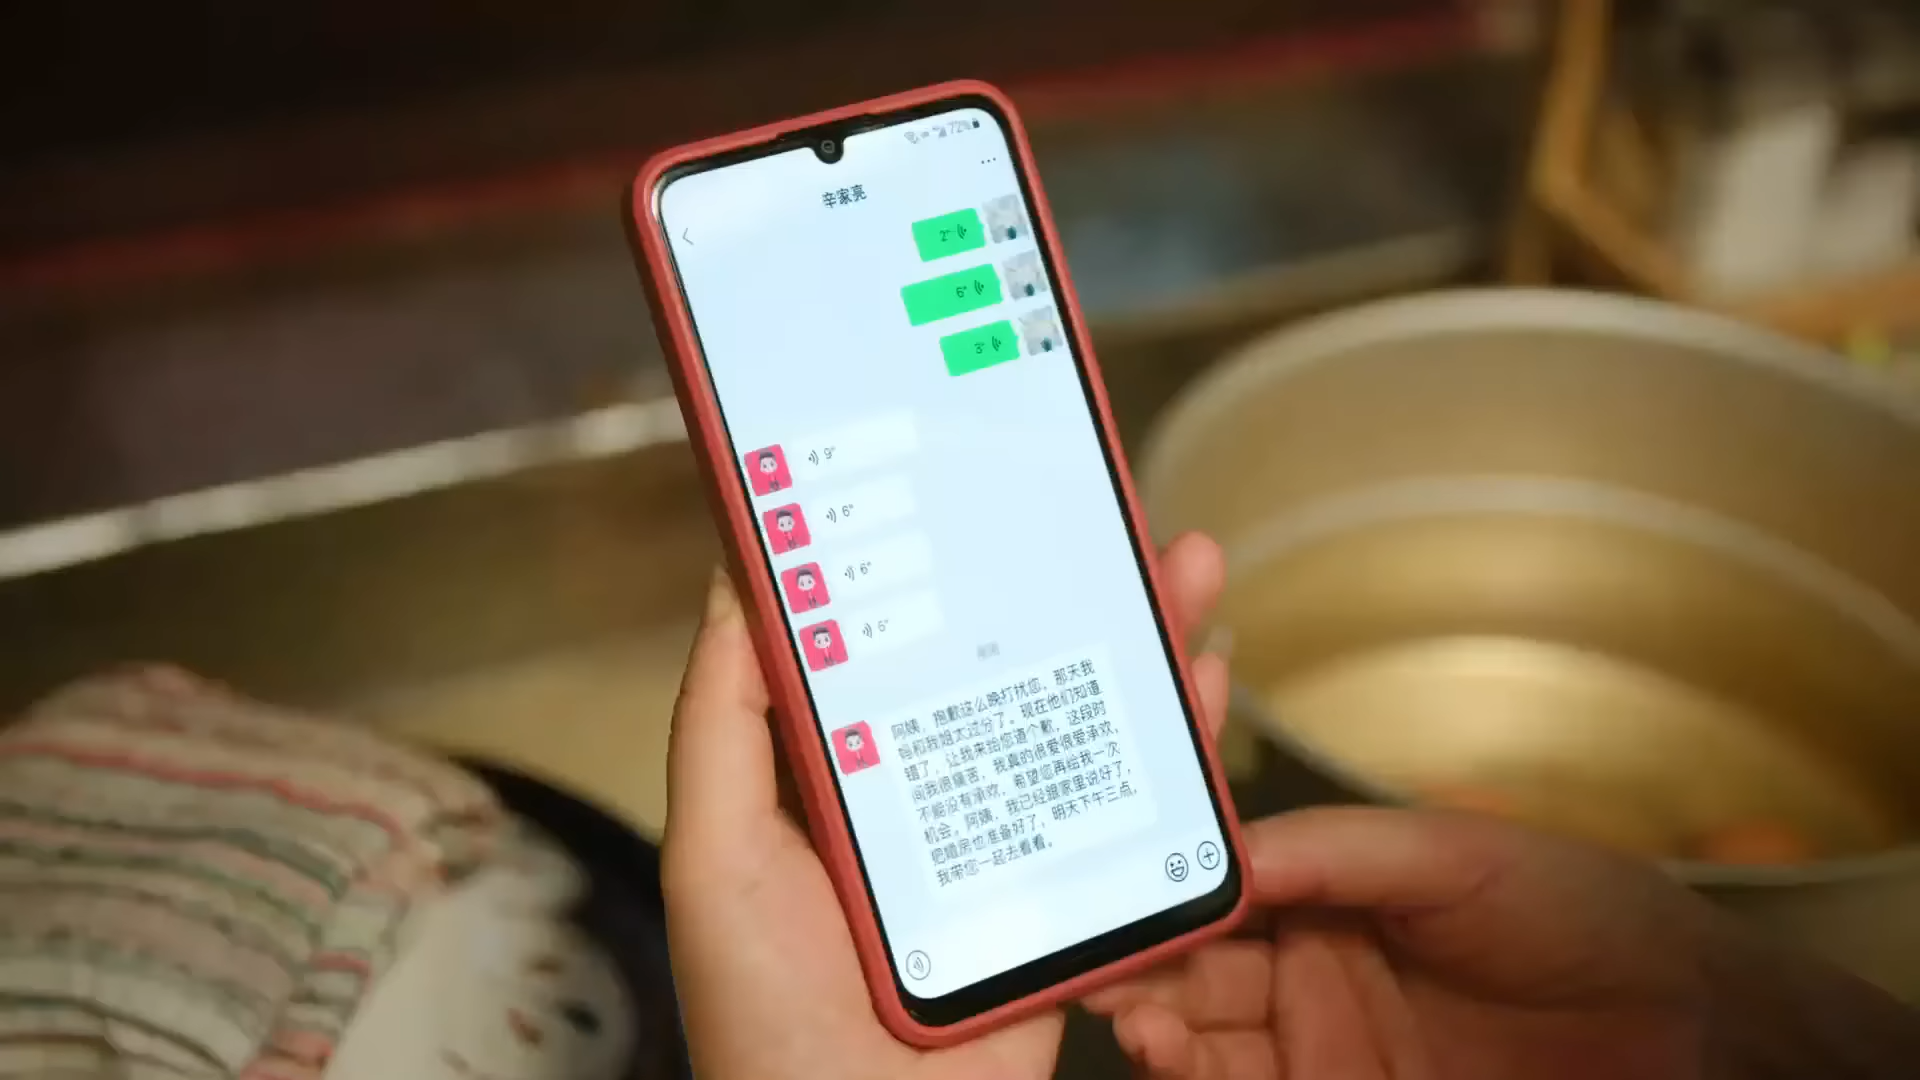 72%
辛家亮
2"
6"
3"
9"
6"
6"
6"
阿姨，抱歉这么晚打扰您，那天我
妈和我姐太过分了。现在他们知道
错了，让我来给您道个歉，这段时
间我很痛苦，我真的很爱很爱承欢，
不能没有承欢，希望您再给我一次
机会。阿姨，我已经跟家里说好了，
把婚房也准备好了，明天下午三点，
我带您一起去看看。